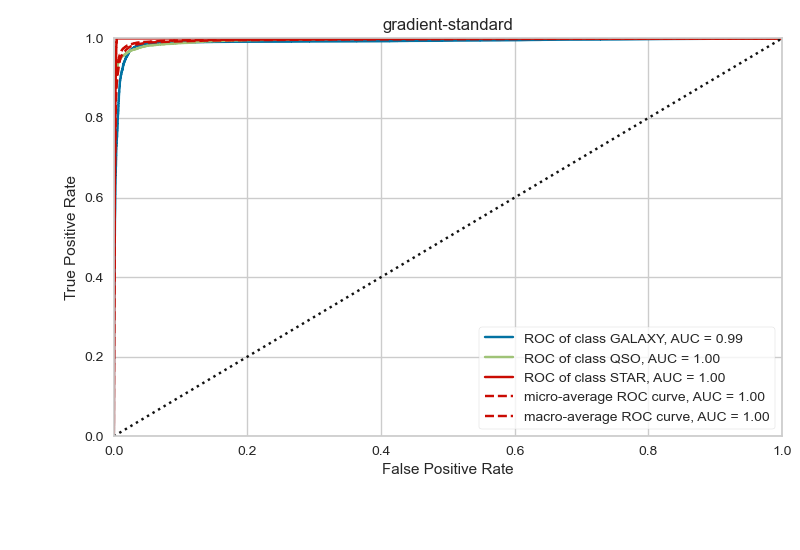 gradient-standard
1.0
0.8
0.6
0.4
0.2
0.0
True Positive Rate
ROC of class GALAXY, AUC = 0.99
ROC of class QSO, AUC = 1.00
ROC of class STAR, AUC = 1.00
micro-average ROC curve, AUC = 1.00
macro-average ROC curve, AUC = 1.00
0.0 0.2 0.4 0.6 0.8 1.0
False Positive Rate